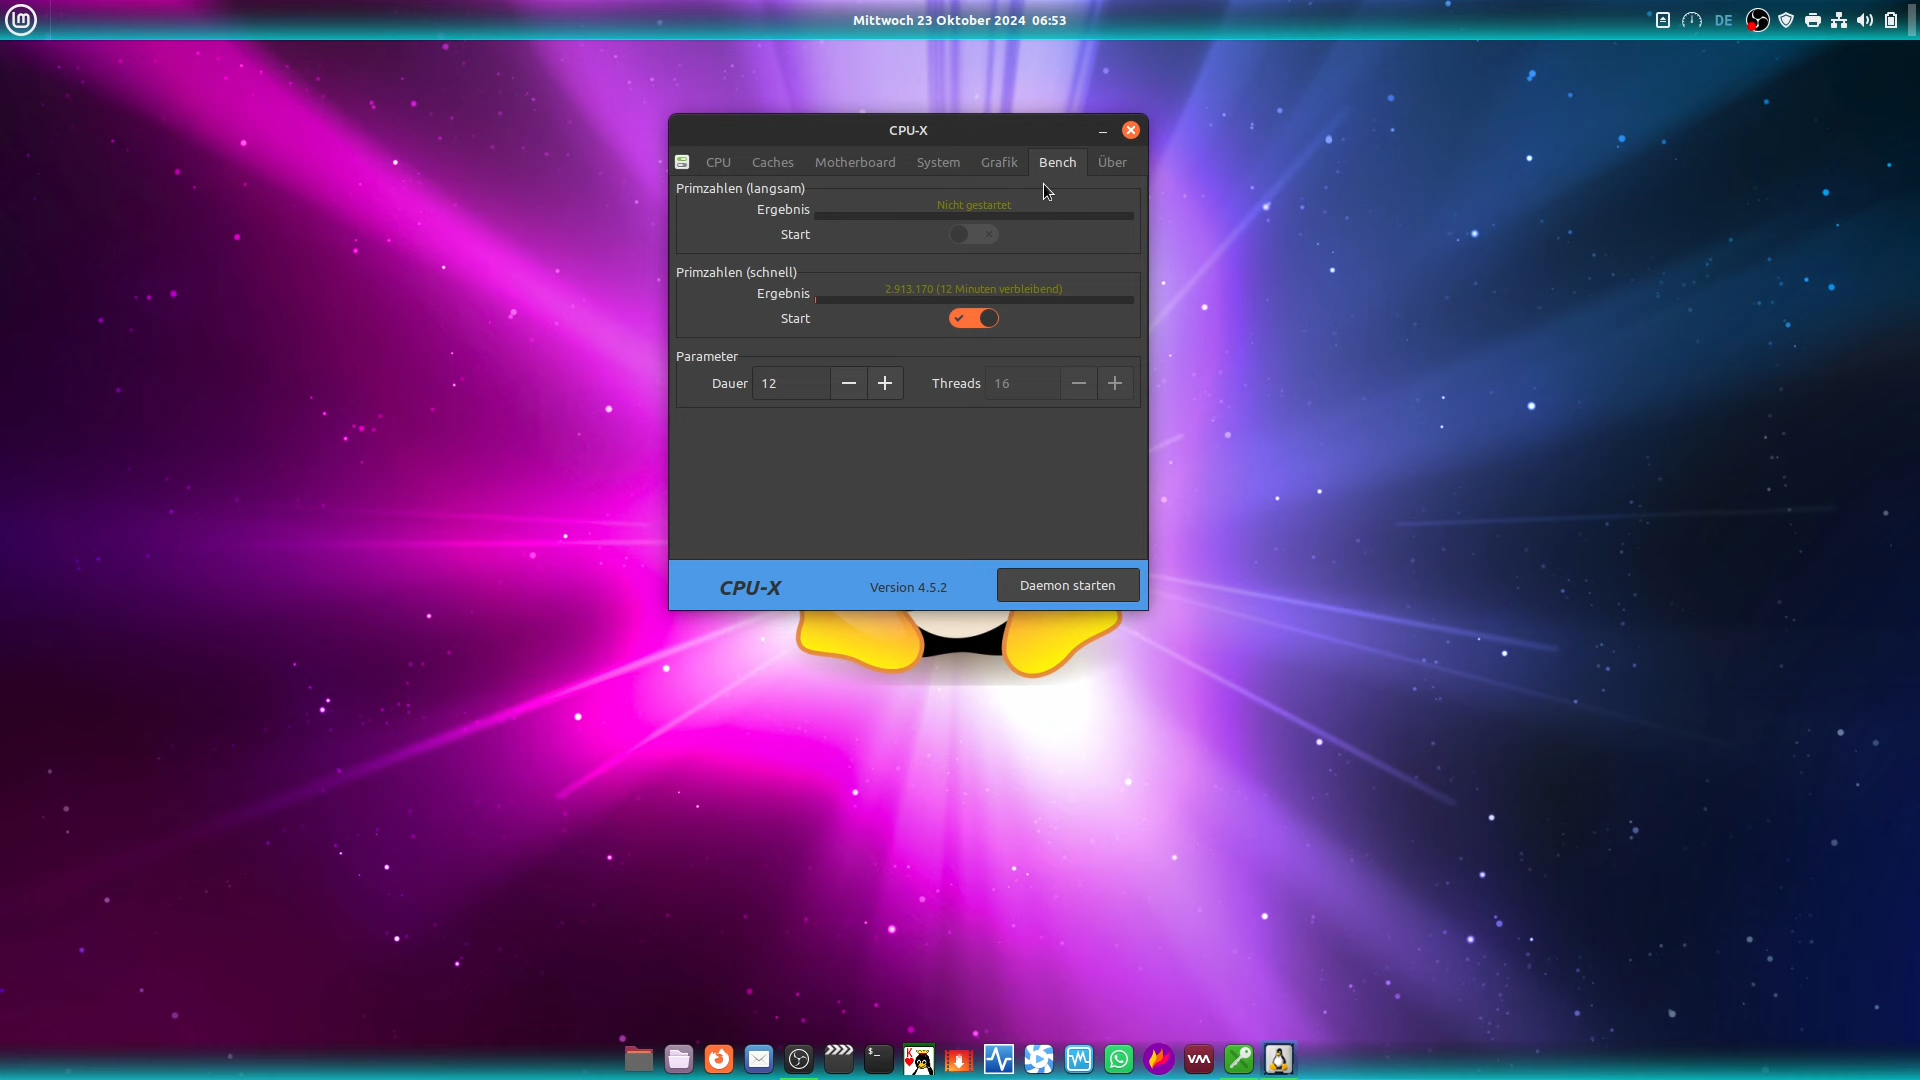 Mittwoch 23 Oktober 2024 06:53
DE
CPU-X
CPU Caches Motherboard System Grafik Bench Über
Primzahlen (langsam)
Ergebnis Nicht gestartet
Start
Primzahlen (schnell)
Ergebnis 2.913.170 (12 Minuten verbleibend)
Start
Parameter
Dauer 12 Threads 16
CPU-X Version 4.5.2 Daemon starten